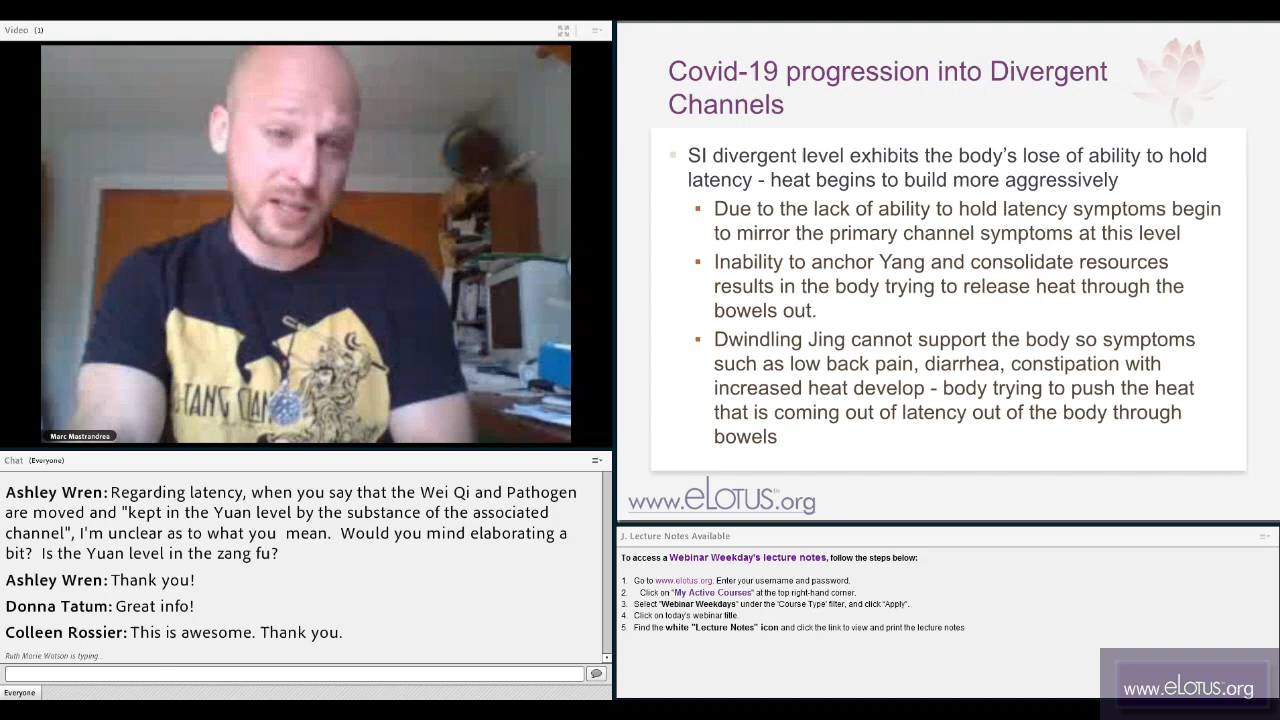 Video (1)
Marc Mastrandrea
TANG CLAN
Chat (Everyone)
Ashley Wren: Regarding latency, when you say that the Wei Qi and Pathogen
are moved and "kept in the Yuan level by the substance of the associated
channel", I'm unclear as to what you mean. Would you mind elaborating a
bit? Is the Yuan level in the zang fu?
Ashley Wren: Thank you!
Donna Tatum: Great info!
Colleen Rossier: This is awesome. Thank you.
Ruth Marie Watson is typing...
Everyone
Covid-19 progression into Divergent
Channels
SI divergent level exhibits the body's lose of ability to hold
latency - heat begins to build more aggressively
Due to the lack of ability to hold latency symptoms begin
to mirror the primary channel symptoms at this level
Inability to anchor Yang and consolidate resources
results in the body trying to release heat through the
bowels out.
Dwindling Jing cannot support the body so symptoms
such as low back pain, diarrhea, constipation with
increased heat develop - body trying to push the heat
that is coming out of latency out of the body through
bowels
www.eLOTUS.org
J. Lecture Notes Available
To access a Webinar Weekday's lecture notes, follow the steps below:
1. Go to www.elotus.org. Enter your username and password.
2. Click on "My Active Courses" at the top right-hand corner.
3. Select "Webinar Weekdays" under the 'Course Type' filter, and click "Apply".
4. Click on today's webinar title.
5. Find the white "Lecture Notes" icon and click the link to view and print the lecture notes
www.eLOTUS.org